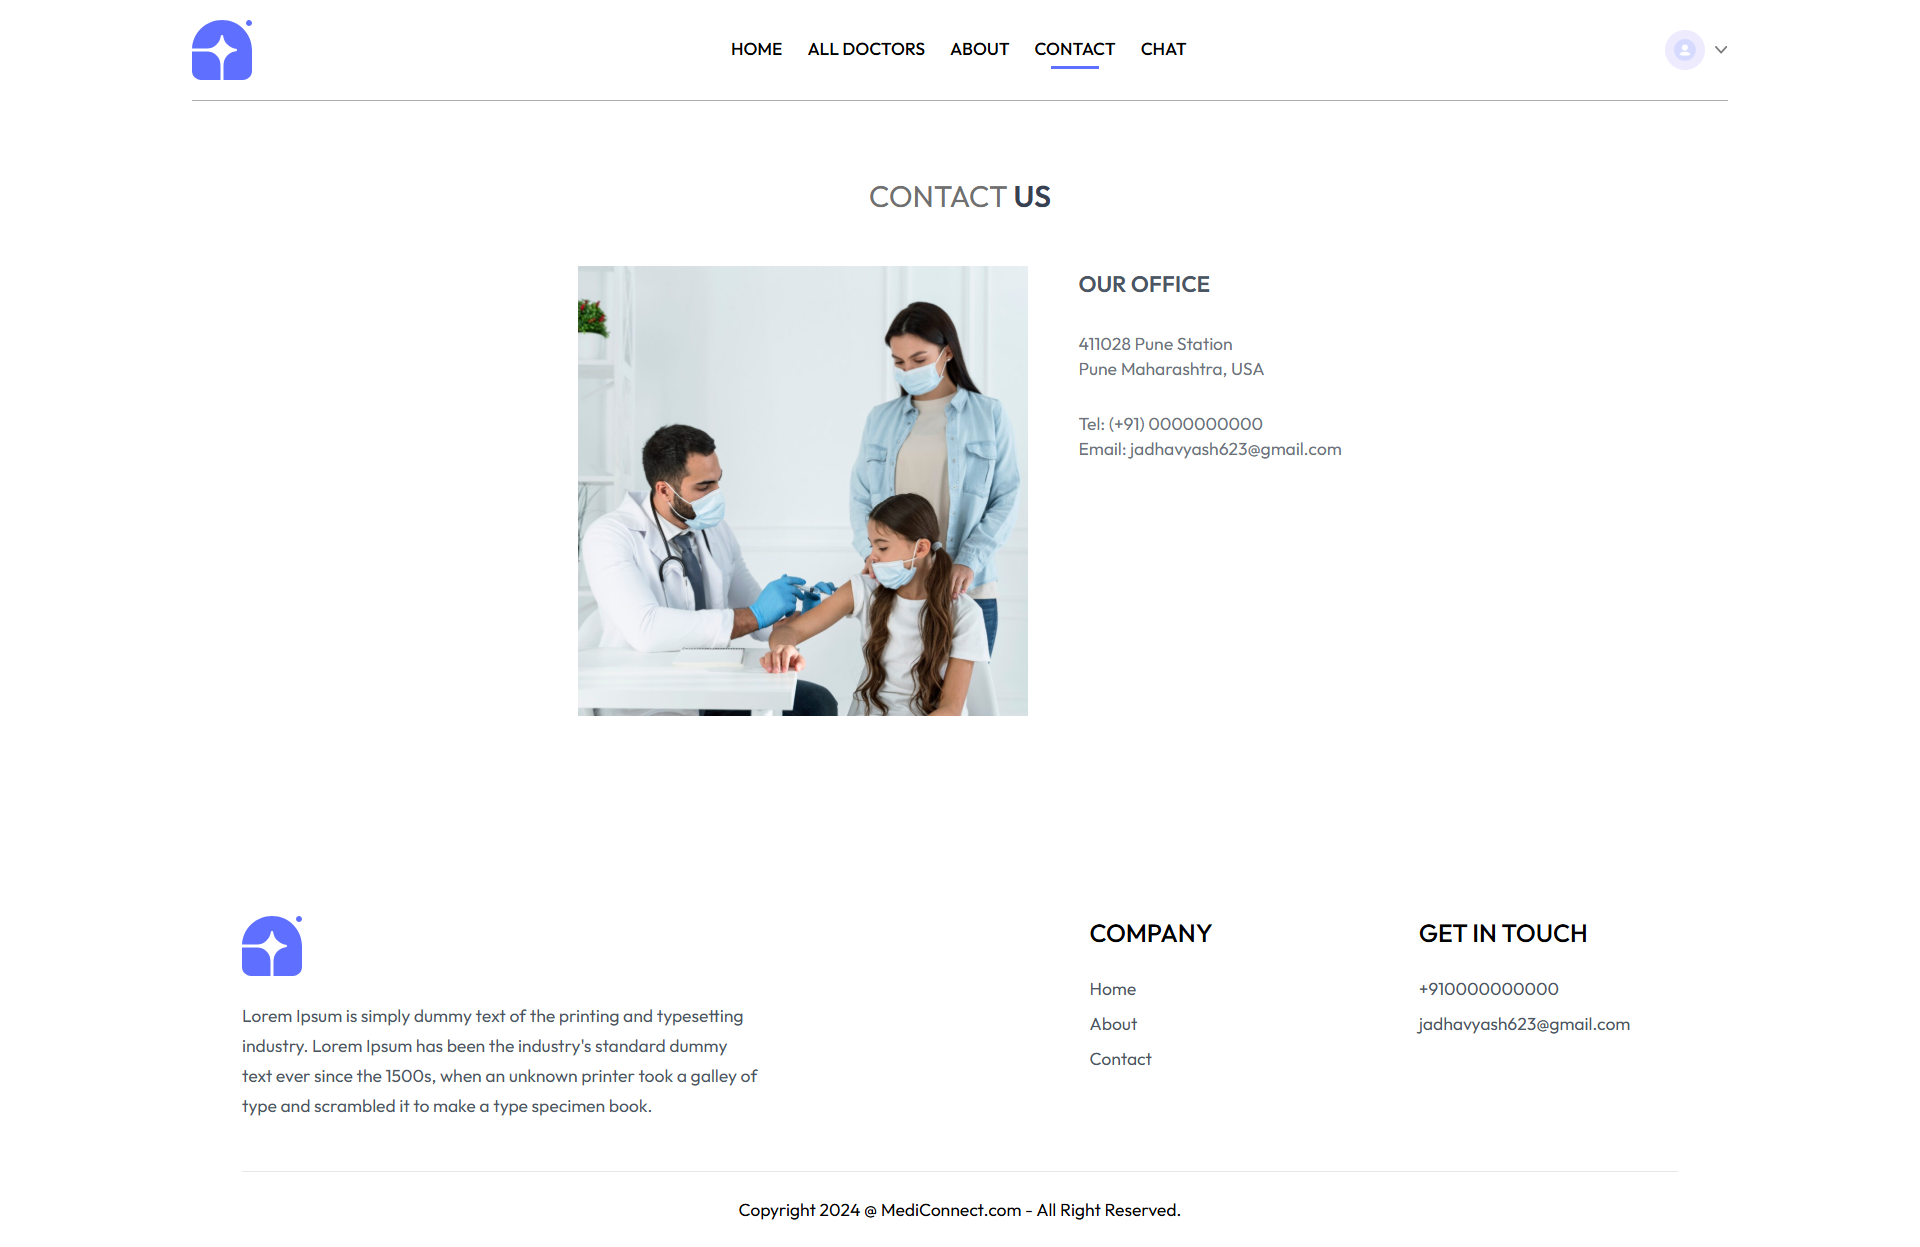 HOME ALL DOCTORS ABOUT CONTACT CHAT
CONTACT US
OUR OFFICE
411028 Pune Station
Pune Maharashtra, USA
Tel: (+91) 0000000000
Email: jadhavyash623@gmail.com
Lorem Ipsum is simply dummy text of the printing and typesetting
industry. Lorem Ipsum has been the industry's standard dummy
text ever since the 1500s, when an unknown printer took a galley of
type and scrambled it to make a type specimen book.
COMPANY
Home
About
Contact
GET IN TOUCH
+910000000000
jadhavyash623@gmail.com
Copyright 2024 @ MediConnect.com - All Right Reserved.